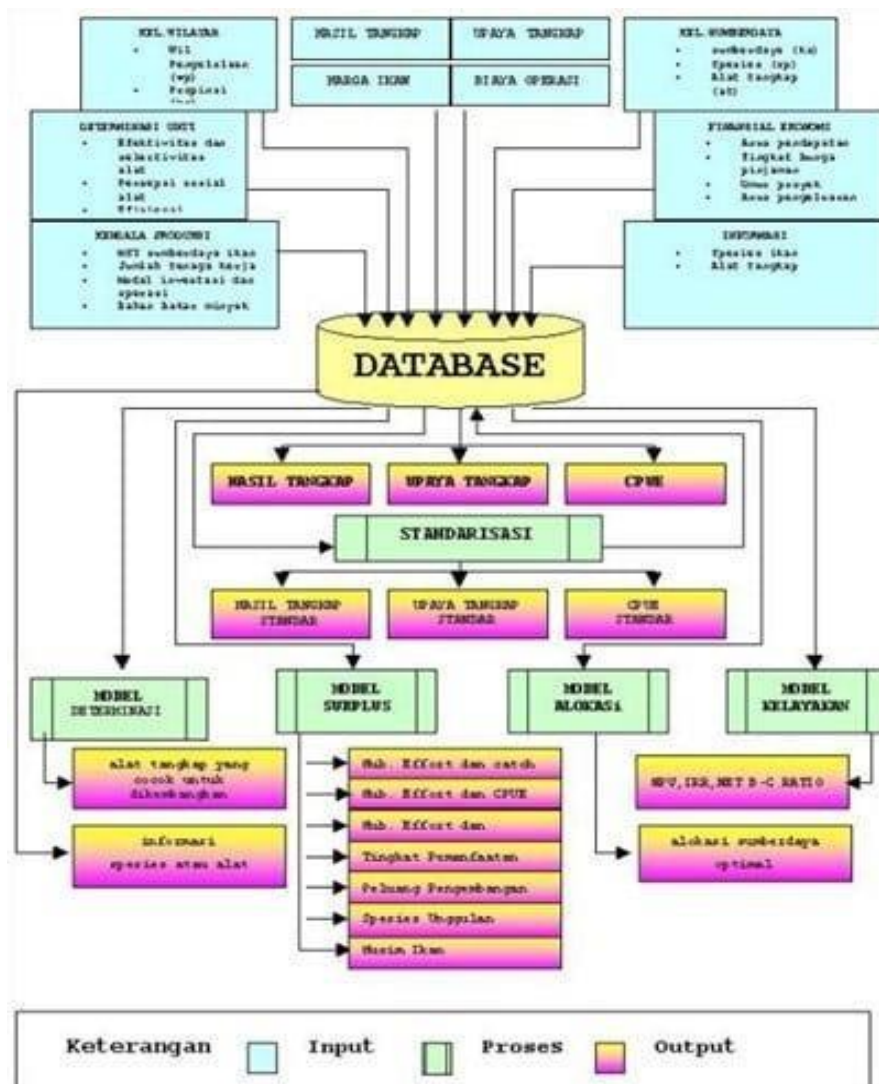 KEL WILAYAH
• Wil
Pengelolaan
(wp)
• Propinsi
HASIL TANGKAP
UPAYA TANGKAP
HARGA IKAN
BIAYA OPERASI
KEL SUMBERDAYA
• sumberdaya
• Spesies (sp)
• Alat Tangkap
(at)
DETERMINASI UNIT
• Efektivitas dan
selectivitas
alat
• Persepsi sosial
alat
• Efisiensi
FINANSIAL EKONOMI
• Arus pendapatan
• Tingkat bunga
pinjaman
• Umur proyek
• Arus pengeluaran
KENDALA PRODUKSI
• MSY sumberdaya ikan
• Jumlah tenaga kerja
• Modal investasi dan
operasi
• bahan bakar minyak
INFORMASI
• Spesies ikan
• Alat Tangkap
DATABASE
HASIL TANGKAP
UPAYA TANGKAP
CPUE
STANDARISASI
HASIL TANGKAP
STANDAR
UPAYA TANGKAP
STANDAR
CPUE
STANDAR
MODEL
DETERMINASI
MODEL
SURPLUS
MODEL
ALOKASi
MODEL
KELAYAKAN
alat tangkap yang
cocok untuk
dikembangkan
informasi
spesies atau alat
Hub. Effort dan catch
Hub. Effort dan CPUE
Hub. Effort dan
Tingkat Pemanfaatan
Peluang Pengembangan
Spesies Unggulan
Musim Ikan
NPV,IRR,NET B-C RATIO
alokasi sumberdaya
optimal
Keterangan
Input
Proses
Output